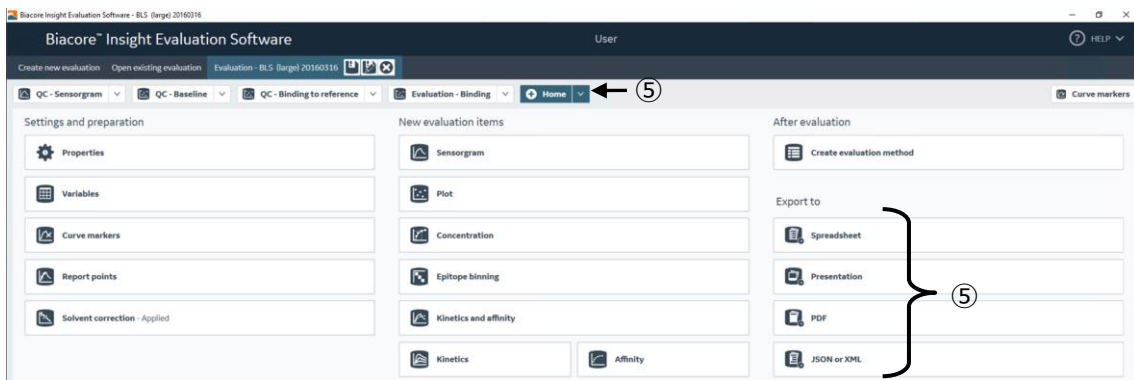 Biacore Insight Evaluation Software - BLS (large) 20160316
Biacore™ Insight Evaluation Software
User
? HELP
Create new evaluation
Open existing evaluation
Evaluation - BLS (large) 20160316
QC - Sensorgram
QC - Baseline
QC - Binding to reference
Evaluation - Binding
Home
⑤
Curve markers
Settings and preparation
Properties
Variables
Curve markers
Report points
Solvent correction - Applied
New evaluation items
Sensorgram
Plot
Concentration
Epitope binning
Kinetics and affinity
Kinetics
Affinity
After evaluation
Create evaluation method
Export to
Spreadsheet
Presentation
PDF
JSON or XML
⑤